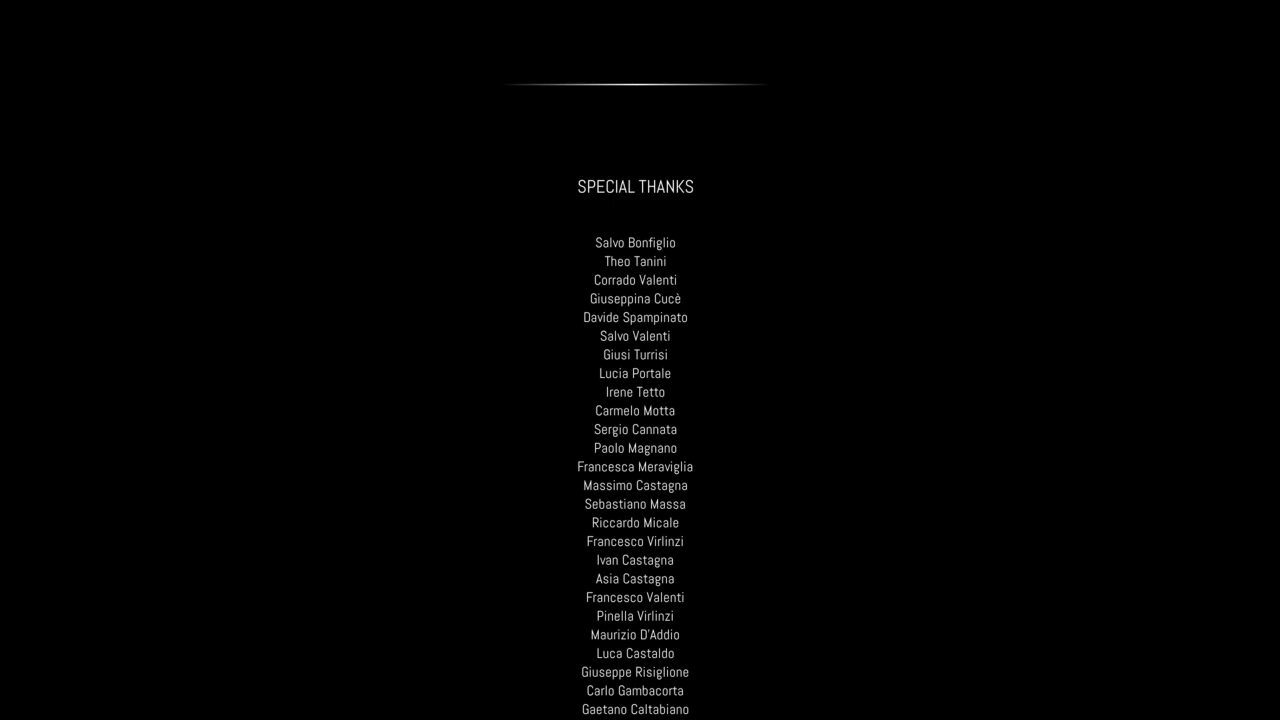 SPECIAL THANKS
Salvo Bonfiglio
Theo Tanini
Corrado Valenti
Giuseppina Cucè
Davide Spampinato
Salvo Valenti
Giusi Turrisi
Lucia Portale
Irene Tetto
Carmelo Motta
Sergio Cannata
Paolo Magnano
Francesca Meraviglia
Massimo Castagna
Sebastiano Massa
Riccardo Micale
Francesco Virlinzi
Ivan Castagna
Asia Castagna
Francesco Valenti
Pinella Virlinzi
Maurizio D'Addio
Luca Castaldo
Giuseppe Risiglione
Carlo Gambacorta
Gaetano Caltabiano